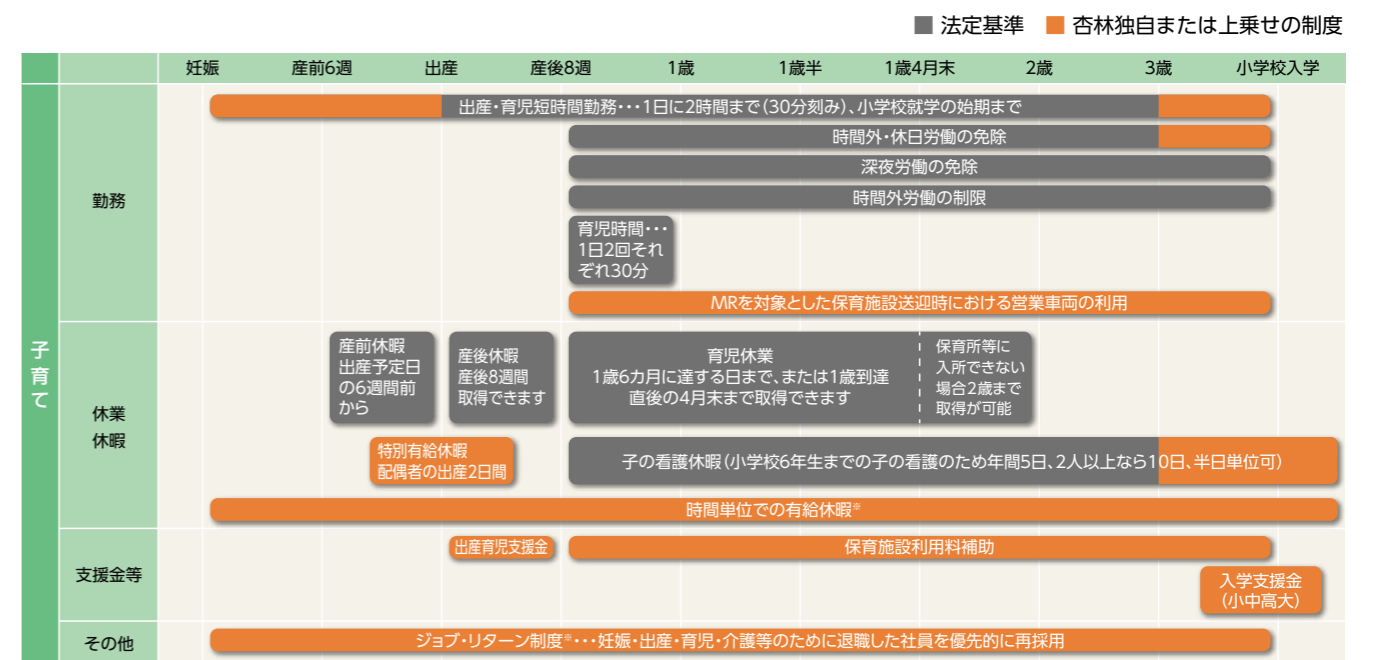 ■ 法定基準 ■ 杏林独自または上乗せの制度
妊娠 産前6週 出産 産後8週 1歳 1歳半 1歳4月末 2歳 3歳 小学校入学
子育て
勤務
出産・育児短時間勤務・・・1日に2時間まで（30分刻み）、小学校就学の始期まで
時間外・休日労働の免除
深夜労働の免除
時間外労働の制限
育児時間・・・
1日2回それ
ぞれ30分
MRを対象とした保育施設送迎時における営業車両の利用
休業
休暇
産前休暇
出産予定日
の6週間前
から
産後休暇
産後8週間
取得できます
育児休業
1歳6カ月に達する日まで、または1歳到達
直後の4月末まで取得できます
保育所等に
入所できない
場合2歳まで
取得が可能
特別有給休暇
配偶者の出産2日間
子の看護休暇（小学校6年生までの子の看護のため年間5日、2人以上なら10日、半日単位可）
時間単位での有給休暇※
支援金等
出産育児支援金
保育施設利用料補助
入学支援金
（小中高大）
その他
ジョブ・リターン制度※・・・妊娠・出産・育児・介護等のために退職した社員を優先的に再採用